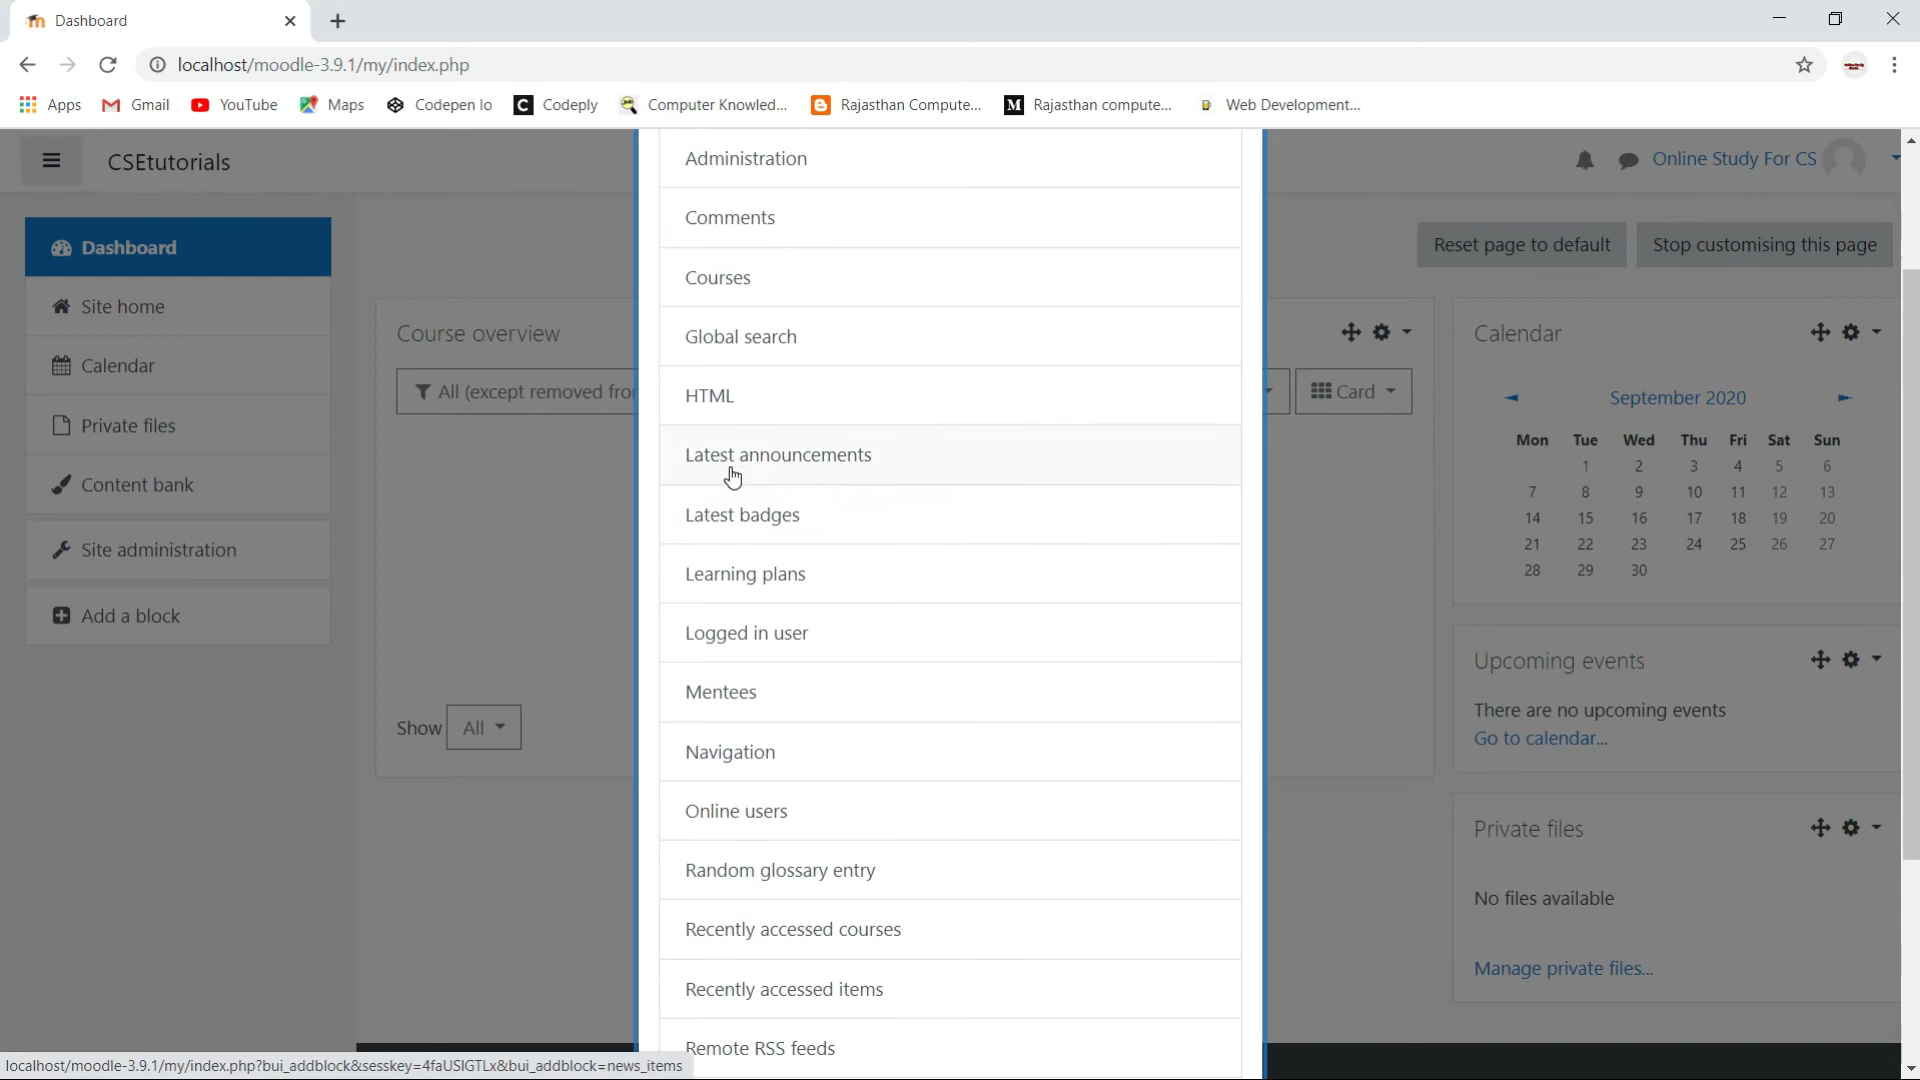 Dashboard
localhost/moodle-3.9.1/my/index.php
Apps Gmail YouTube Maps Codepen Io Codeply Computer Knowled... Rajasthan Compute... Rajasthan compute... Web Development...
CSEtutorials
Online Study For CS
Dashboard
Site home
Calendar
Private files
Content bank
Site administration
Add a block
Reset page to default Stop customising this page
Course overview
All (except removed fro
Card
Show All
Administration
Comments
Courses
Global search
HTML
Latest announcements
Latest badges
Learning plans
Logged in user
Mentees
Navigation
Online users
Random glossary entry
Recently accessed courses
Recently accessed items
Remote RSS feeds
Calendar
September 2020
Mon Tue Wed Thu Fri Sat Sun
1 2 3 4 5 6
7 8 9 10 11 12 13
14 15 16 17 18 19 20
21 22 23 24 25 26 27
28 29 30
Upcoming events
There are no upcoming events
Go to calendar...
Private files
No files available
Manage private files...
localhost/moodle-3.9.1/my/index.php?bui_addblock&sesskey=4faUSIGTLx&bui_addblock=news_items